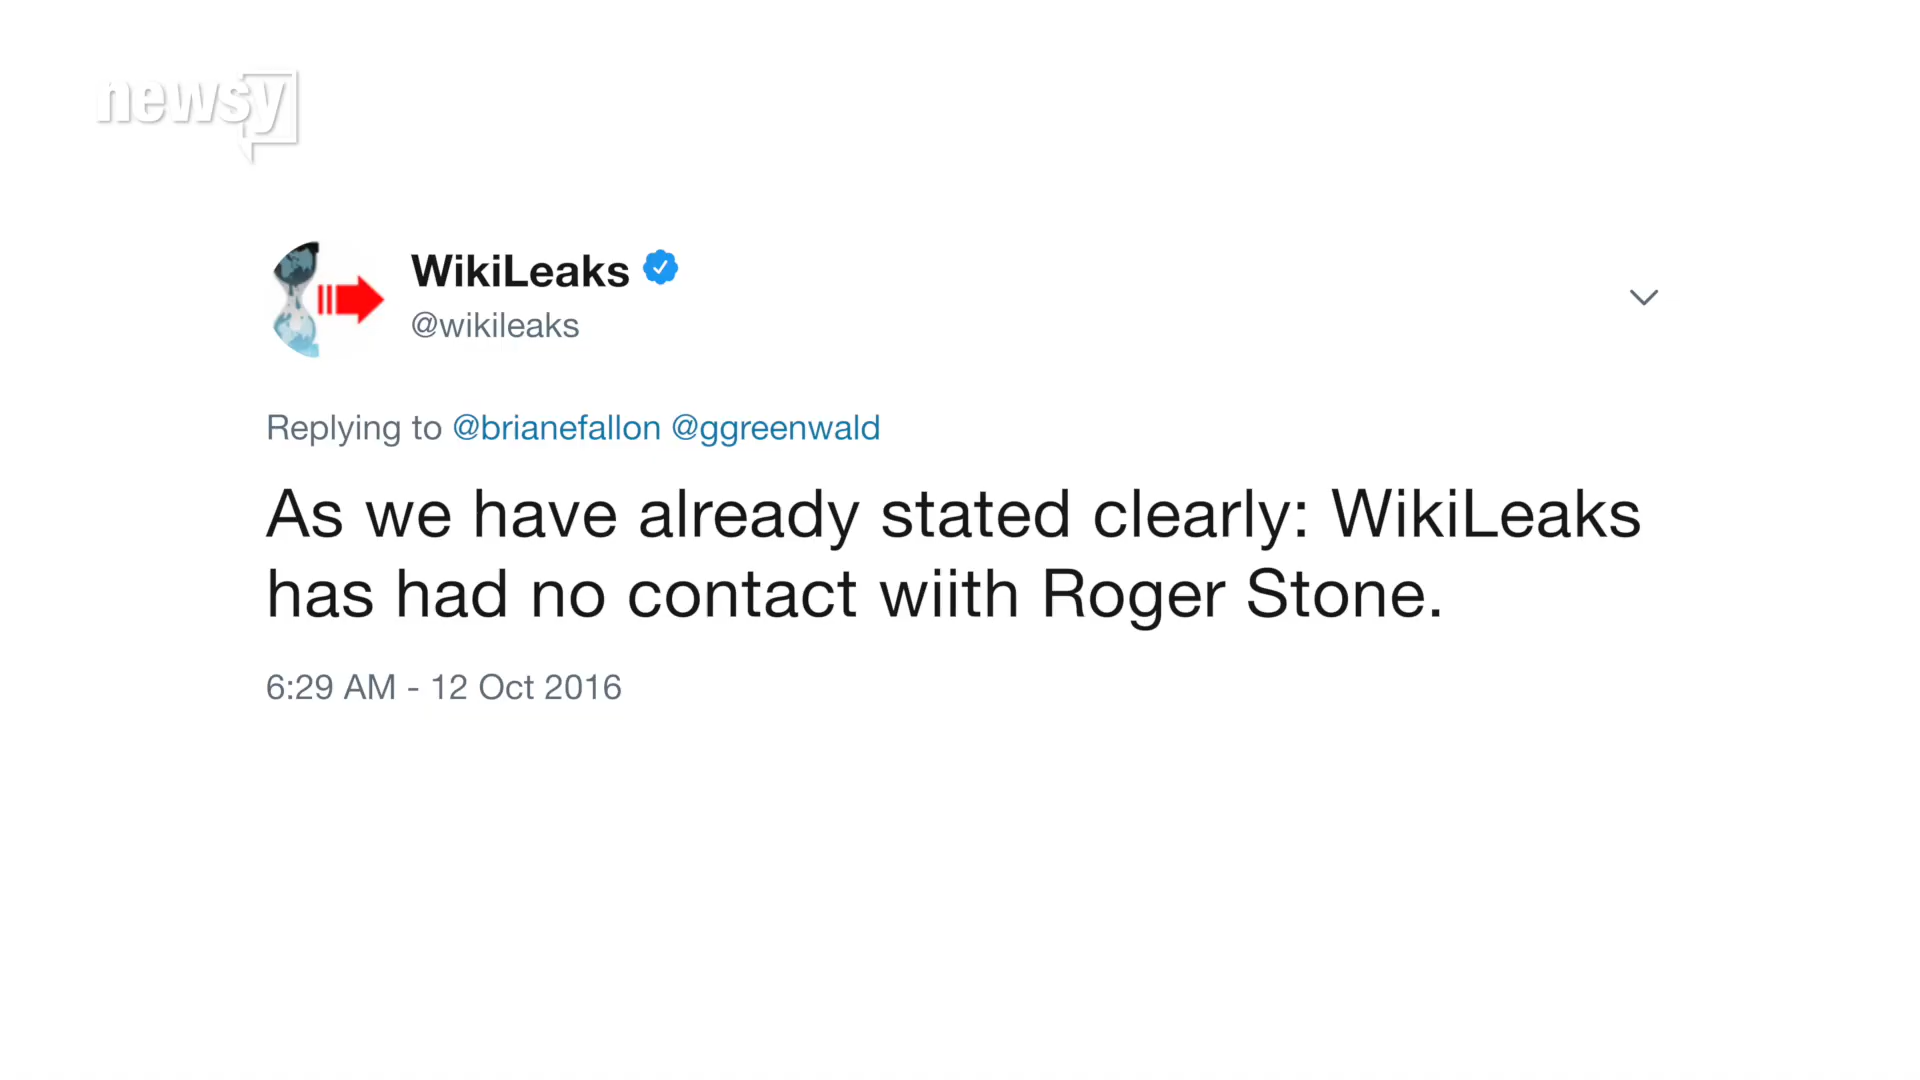 newsy
WikiLeaks
@wikileaks
Replying to @brianefallon @ggreenwald
As we have already stated clearly: WikiLeaks
has had no contact wiith Roger Stone.
6:29 AM - 12 Oct 2016